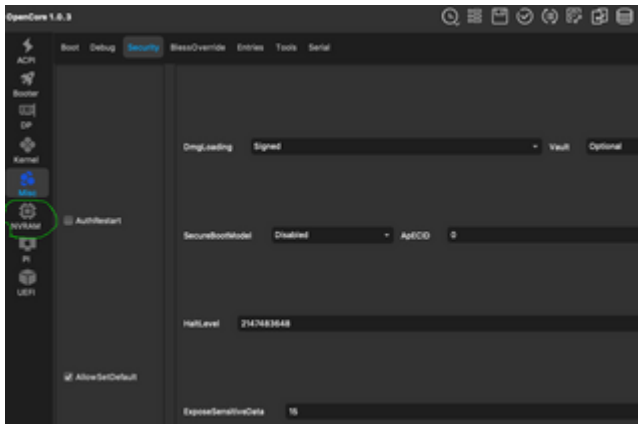 OpenCore 1.0.3
Boot Debug Security BlessOverride Entries Tools Serial
ACPI
Booter
DP
Kernel
Misc
NVRAM
PI
UEFI
DmgLoading Signed Vault Optional
AuthRestart
SecureBootModel Disabled ApECID 0
HaltLevel 2147483648
AllowSetDefault
ExposeSensitiveData 15